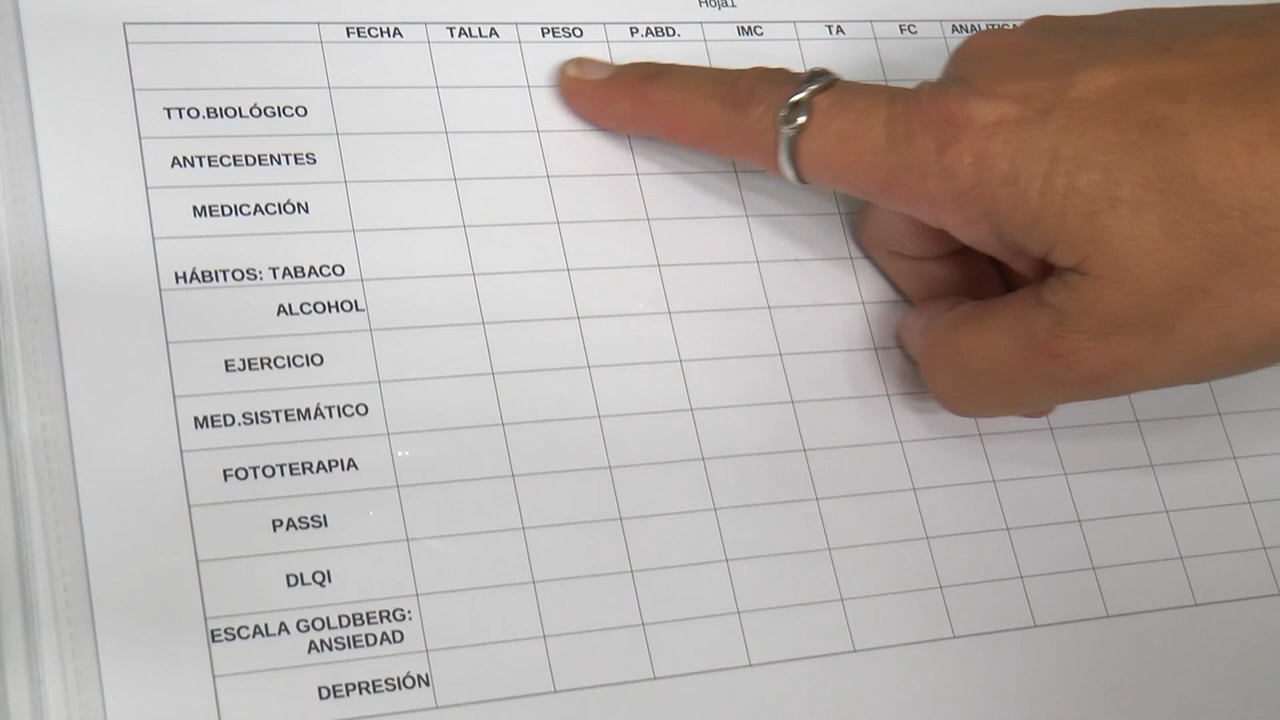 Hoja1
FECHA TALLA PESO P.ABD. IMC TA FC ANALITICA
TTO.BIOLÓGICO
ANTECEDENTES
MEDICACIÓN
HÁBITOS: TABACO
ALCOHOL
EJERCICIO
MED.SISTEMÁTICO
FOTOTERAPIA
PASSI
DLQI
ESCALA GOLDBERG:
ANSIEDAD
DEPRESIÓN